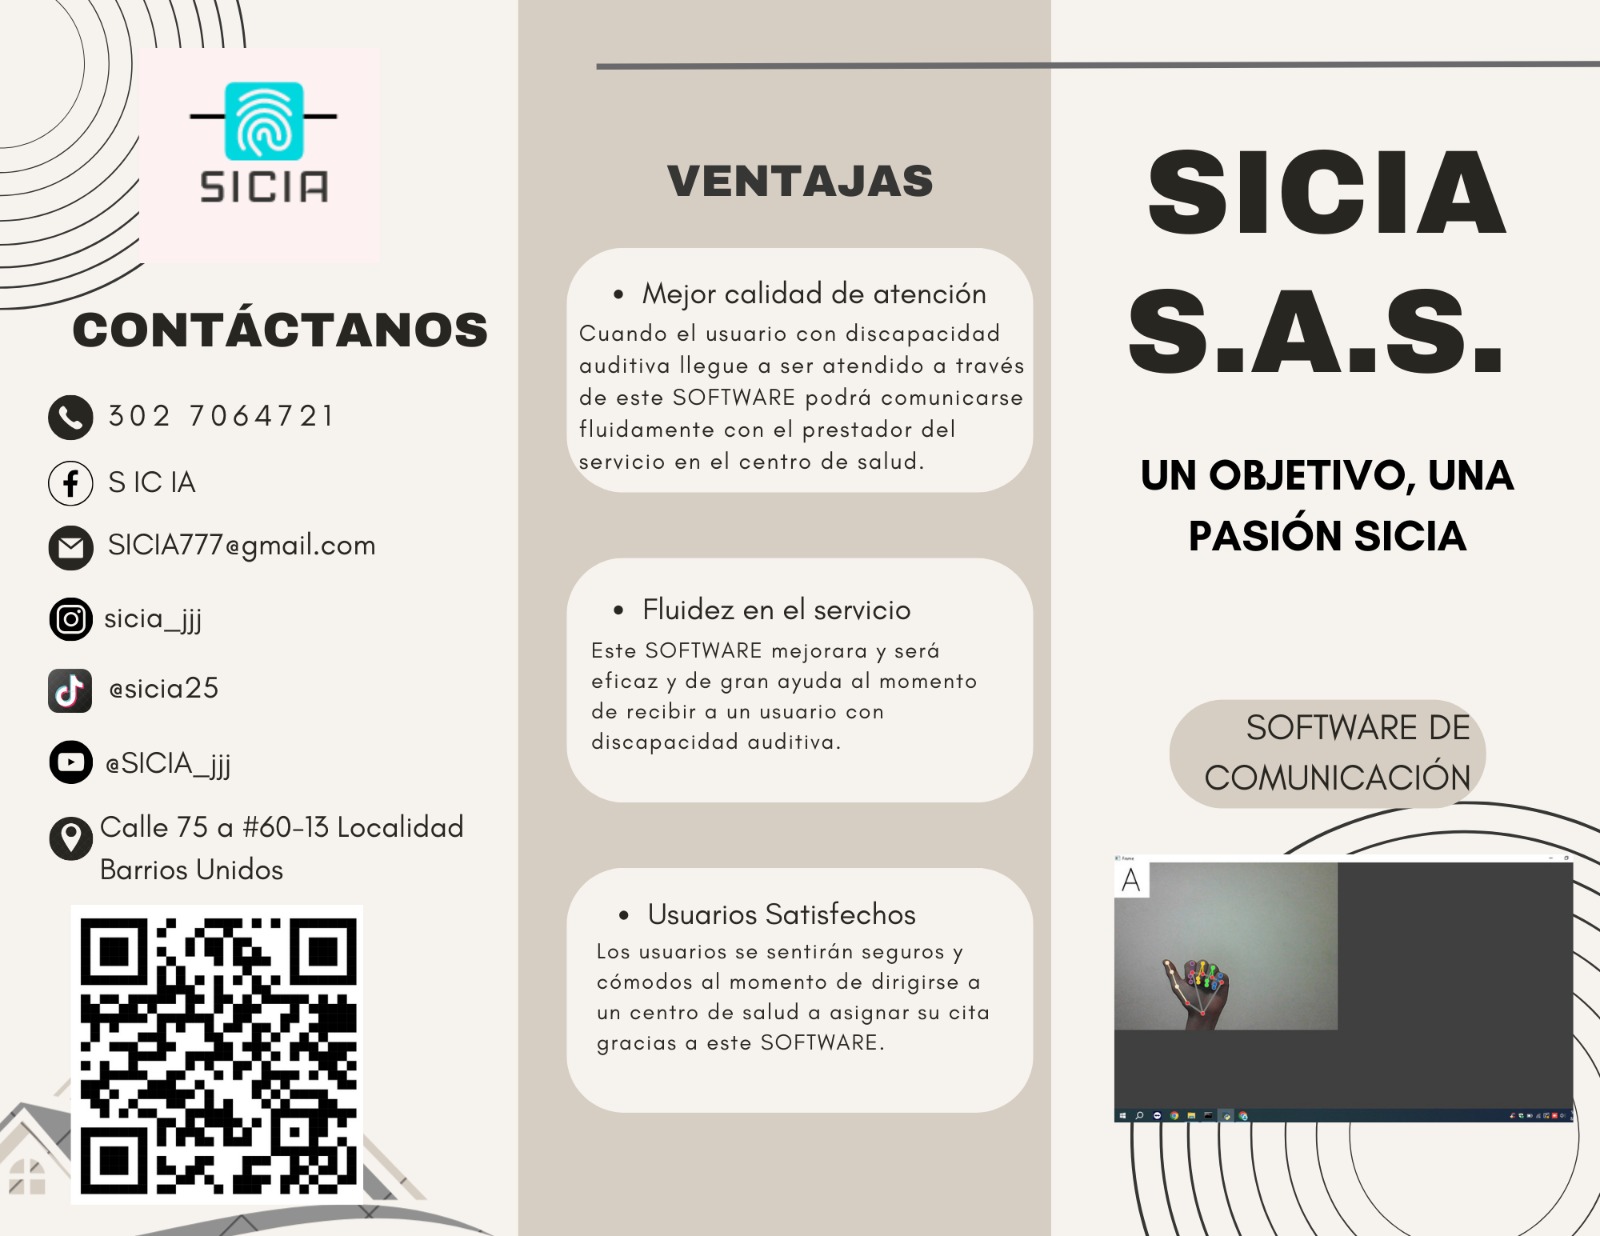 SICIA
CONTÁCTANOS
302 7064721
S IC IA
SICIA777@gmail.com
sicia_jjj
@sicia25
@SICIA_jjj
Calle 75 a #60-13 Localidad
Barrios Unidos
VENTAJAS
• Mejor calidad de atención
Cuando el usuario con discapacidad
auditiva llegue a ser atendido a través
de este SOFTWARE podrá comunicarse
fluidamente con el prestador del
servicio en el centro de salud.
• Fluidez en el servicio
Este SOFTWARE mejorara y será
eficaz y de gran ayuda al momento
de recibir a un usuario con
discapacidad auditiva.
• Usuarios Satisfechos
Los usuarios se sentirán seguros y
cómodos al momento de dirigirse a
un centro de salud a asignar su cita
gracias a este SOFTWARE.
SICIA
S.A.S.
UN OBJETIVO, UNA
PASIÓN SICIA
SOFTWARE DE
COMUNICACIÓN
Frame
A